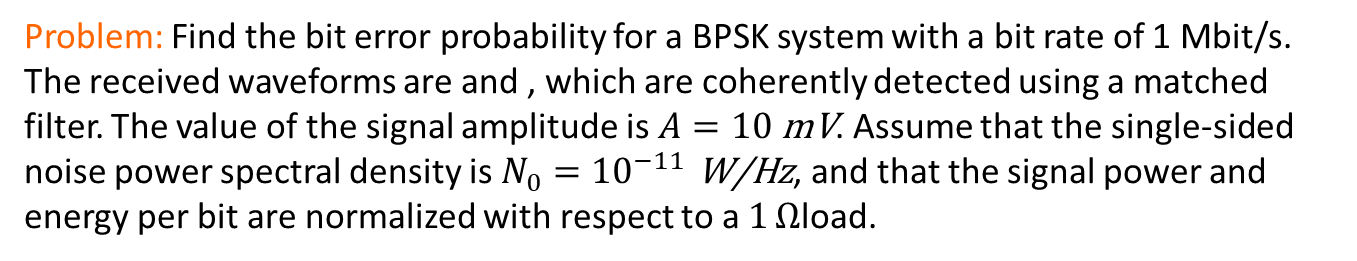 Problem: Find the bit error probability for a BPSK system with a bit rate of 1 Mbit/s.
The received waveforms are and , which are coherently detected using a matched
filter. The value of the signal amplitude is A = 10 mV. Assume that the single-sided
noise power spectral density is N₀ = 10⁻¹¹ W/Hz, and that the signal power and
energy per bit are normalized with respect to a 1 Ωload.